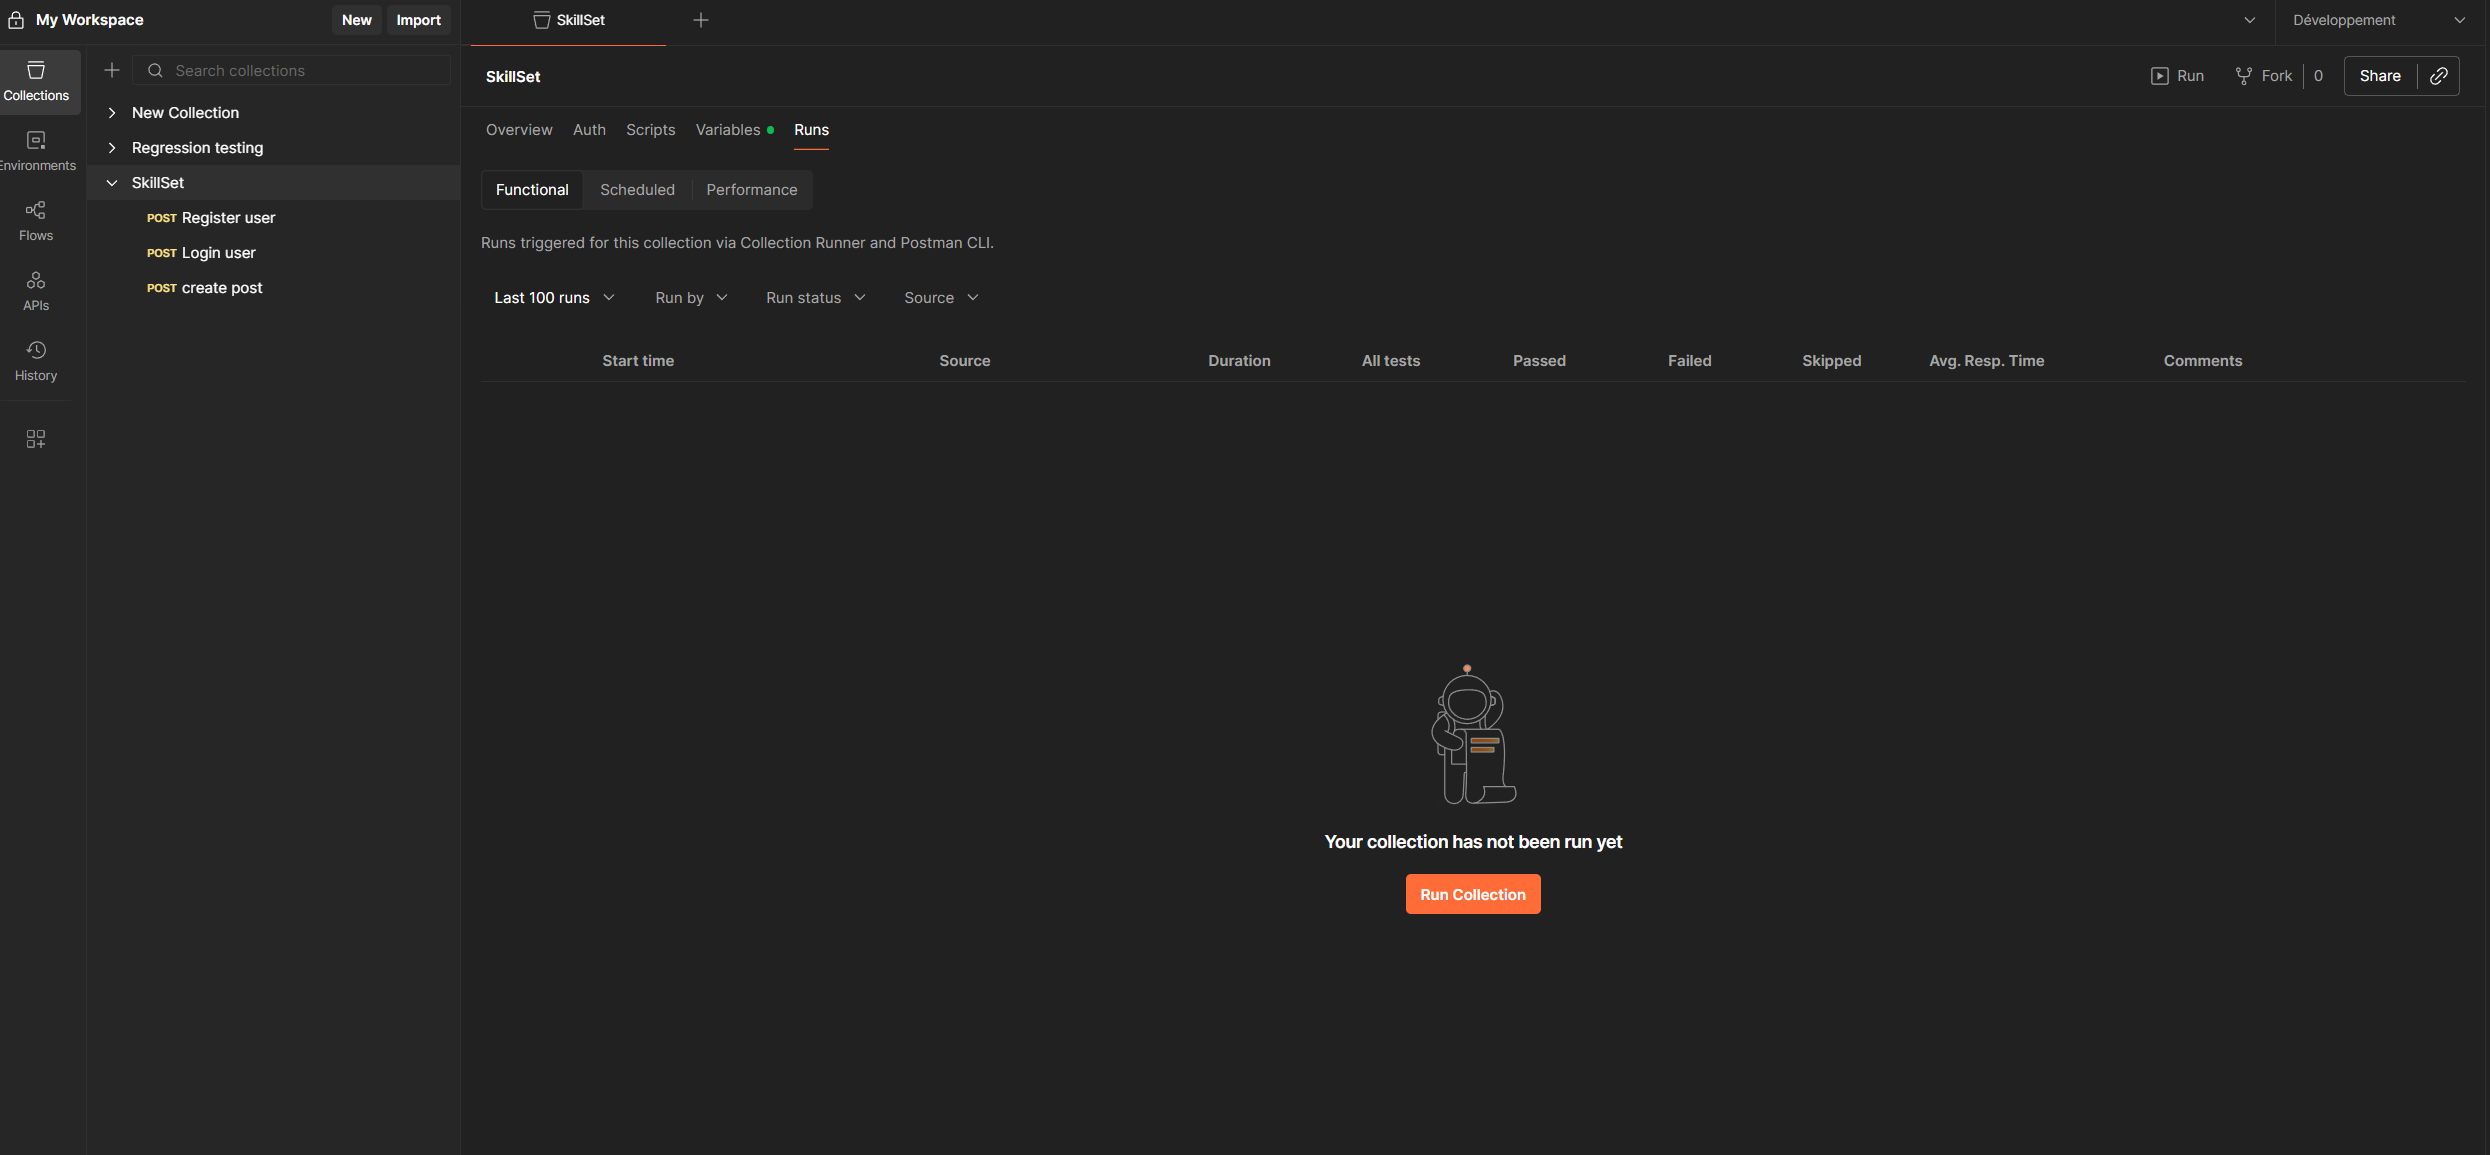 My Workspace
New
Import
SkillSet
Développement
Collections
Environments
Flows
APIs
History
Search collections
New Collection
Regression testing
SkillSet
POST Register user
POST Login user
POST create post
SkillSet
Run
Fork
0
Share
Overview
Auth
Scripts
Variables
Runs
Functional
Scheduled
Performance
Runs triggered for this collection via Collection Runner and Postman CLI.
Last 100 runs
Run by
Run status
Source
Start time
Source
Duration
All tests
Passed
Failed
Skipped
Avg. Resp. Time
Comments
Your collection has not been run yet
Run Collection